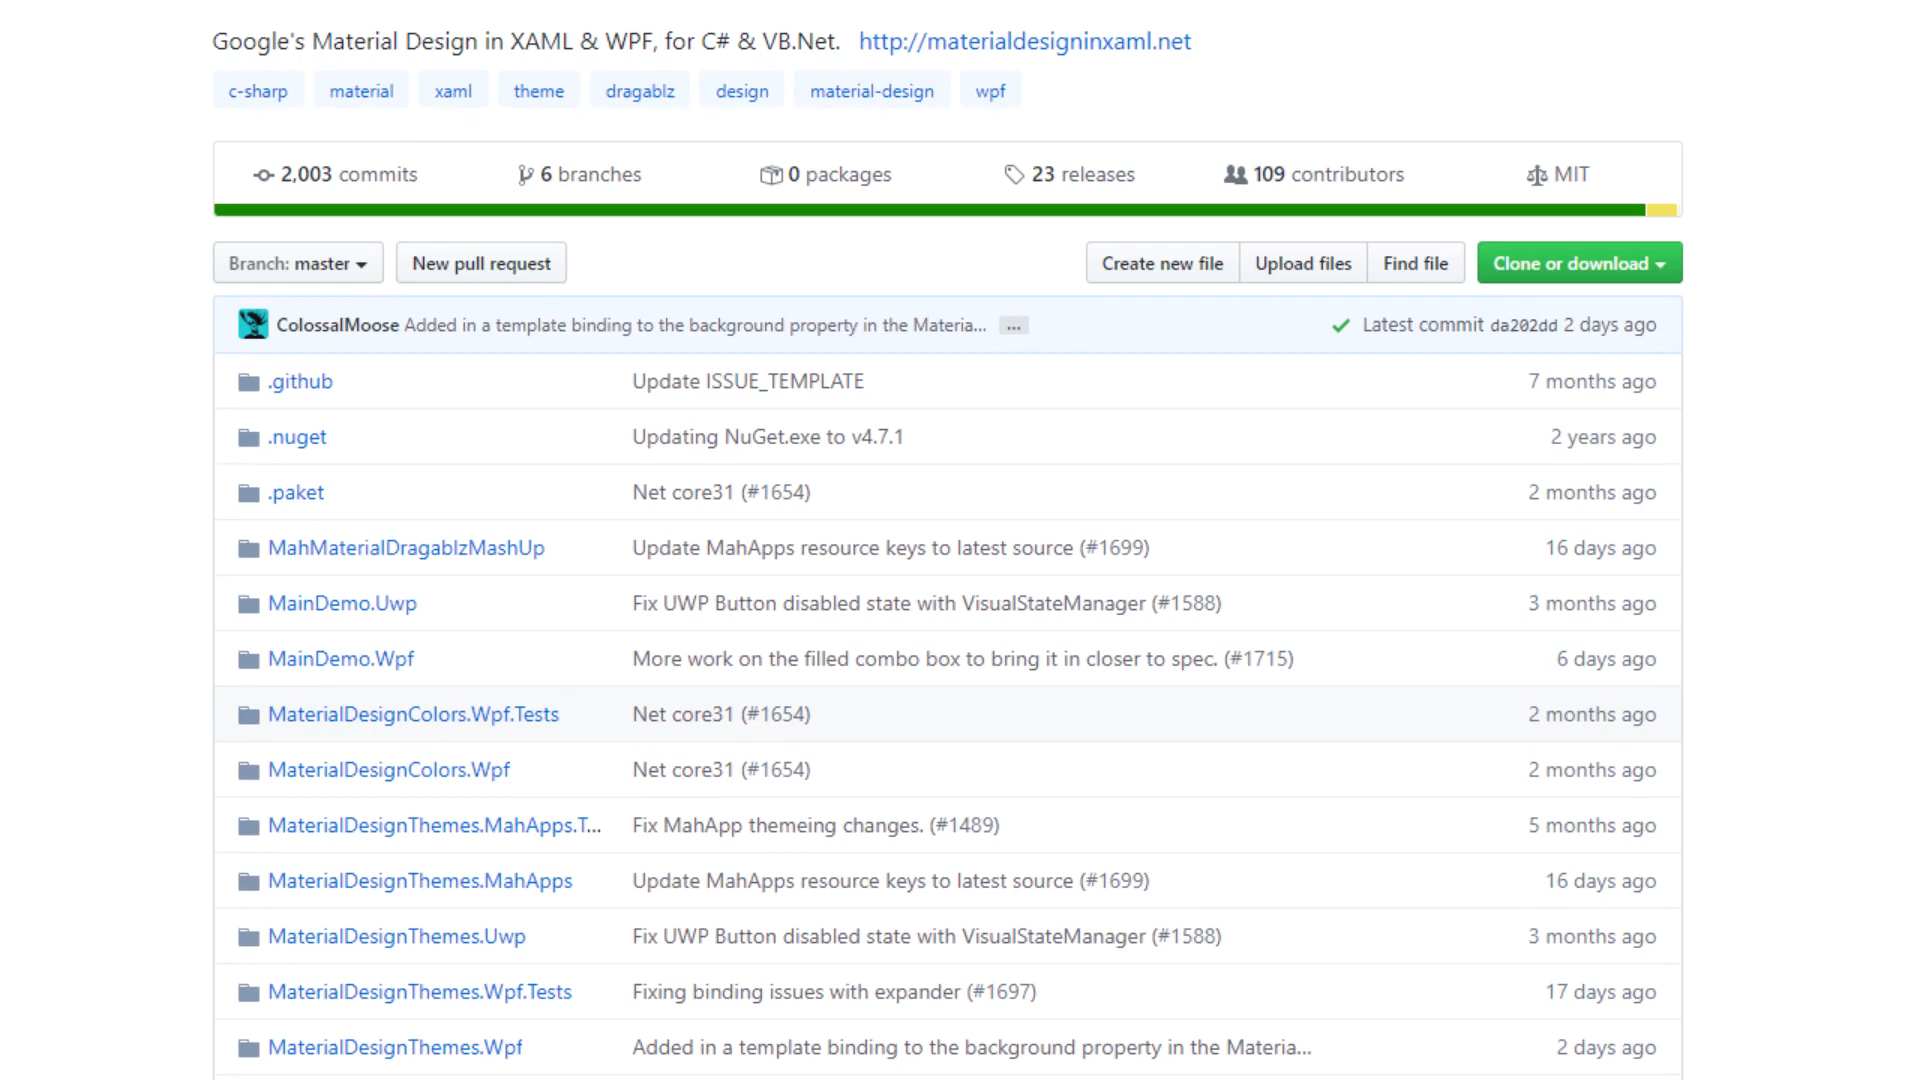 Google's Material Design in XAML & WPF, for C# & VB.Net. http://materialdesigninxaml.net
c-sharp material xaml theme dragablz design material-design wpf
2,003 commits 6 branches 0 packages 23 releases 109 contributors MIT
Branch: master New pull request Create new file Upload files Find file Clone or download
ColossalMoose Added in a template binding to the background property in the Materia... ... Latest commit da202dd 2 days ago
.github Update ISSUE_TEMPLATE 7 months ago
.nuget Updating NuGet.exe to v4.7.1 2 years ago
.paket Net core31 (#1654) 2 months ago
MahMaterialDragablzMashUp Update MahApps resource keys to latest source (#1699) 16 days ago
MainDemo.Uwp Fix UWP Button disabled state with VisualStateManager (#1588) 3 months ago
MainDemo.Wpf More work on the filled combo box to bring it in closer to spec. (#1715) 6 days ago
MaterialDesignColors.Wpf.Tests Net core31 (#1654) 2 months ago
MaterialDesignColors.Wpf Net core31 (#1654) 2 months ago
MaterialDesignThemes.MahApps.T... Fix MahApp themeing changes. (#1489) 5 months ago
MaterialDesignThemes.MahApps Update MahApps resource keys to latest source (#1699) 16 days ago
MaterialDesignThemes.Uwp Fix UWP Button disabled state with VisualStateManager (#1588) 3 months ago
MaterialDesignThemes.Wpf.Tests Fixing binding issues with expander (#1697) 17 days ago
MaterialDesignThemes.Wpf Added in a template binding to the background property in the Materia... 2 days ago